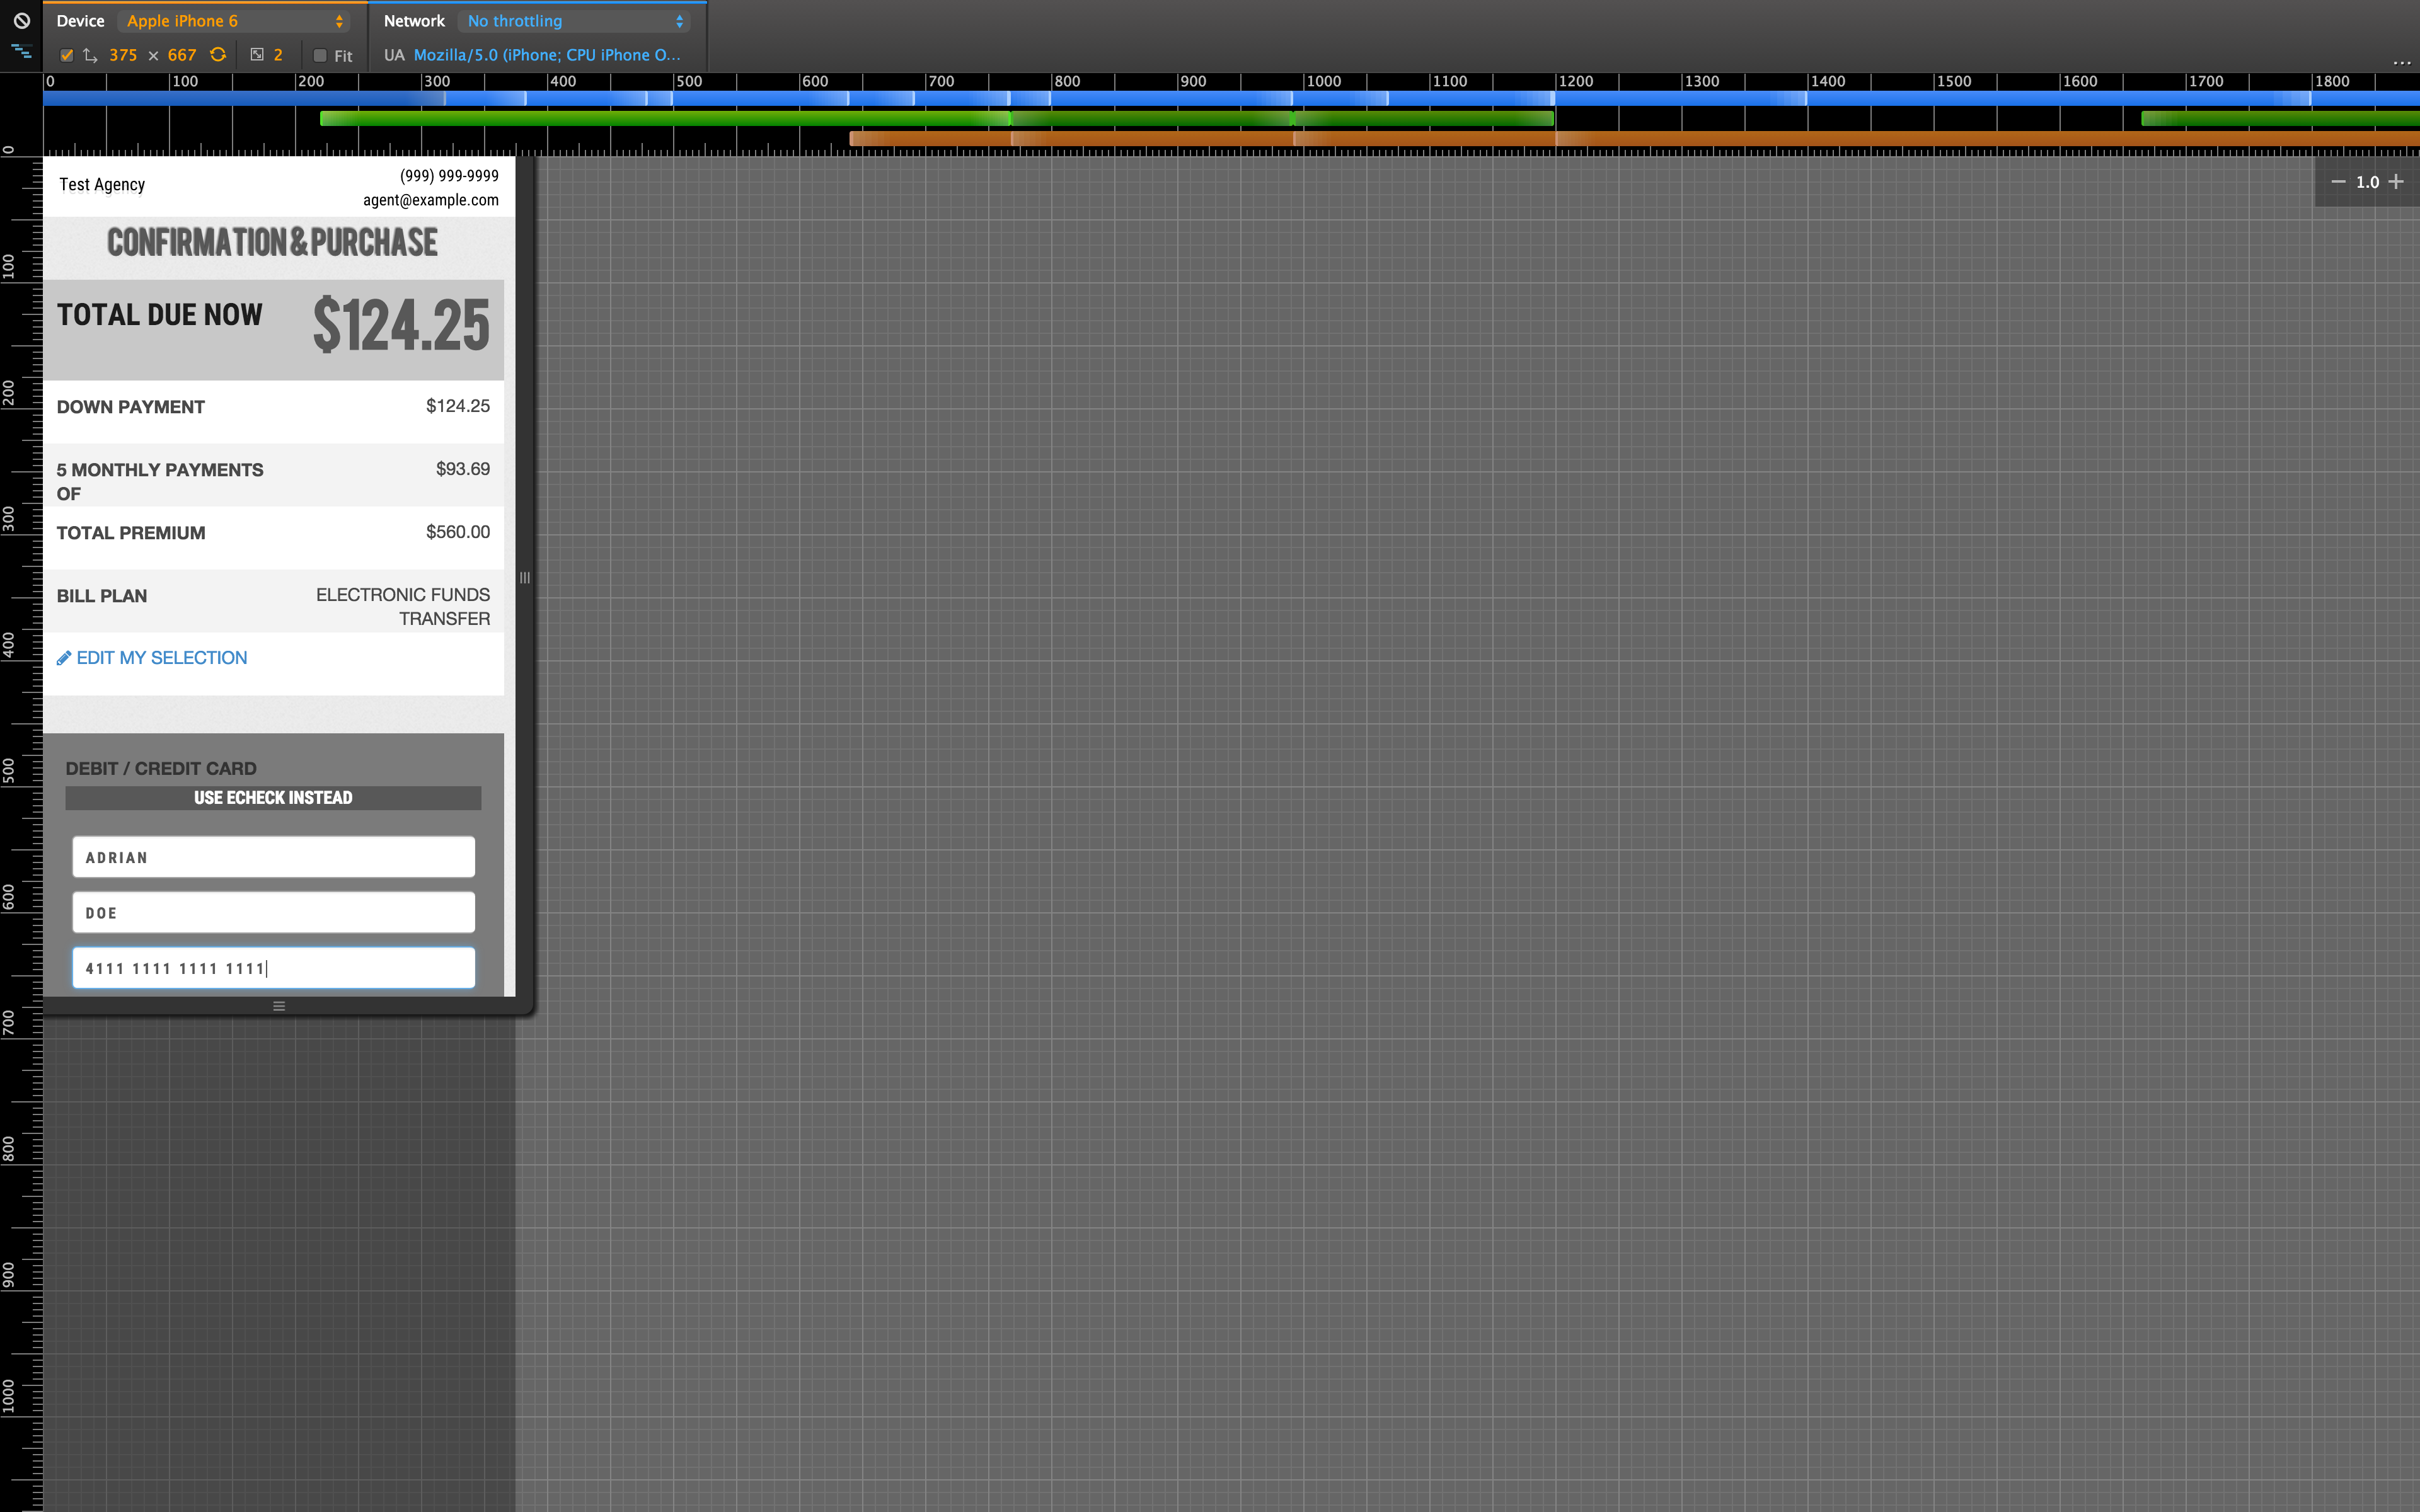 Device Apple iPhone 6 Network No throttling
375 × 667 2 Fit UA Mozilla/5.0 (iPhone; CPU iPhone O...
...
0 100 200 300 400 500 600 700 800 900 1000 1100 1200 1300 1400 1500 1600 1700 1800
0
100
200
300
400
500
600
700
800
900
1000
1.0
Test Agency
(999) 999-9999
agent@example.com
CONFIRMATION & PURCHASE
TOTAL DUE NOW $124.25
DOWN PAYMENT $124.25
5 MONTHLY PAYMENTS $93.69
OF
TOTAL PREMIUM $560.00
BILL PLAN ELECTRONIC FUNDS
TRANSFER
EDIT MY SELECTION
DEBIT / CREDIT CARD
USE ECHECK INSTEAD
ADRIAN
DOE
4111 1111 1111 1111